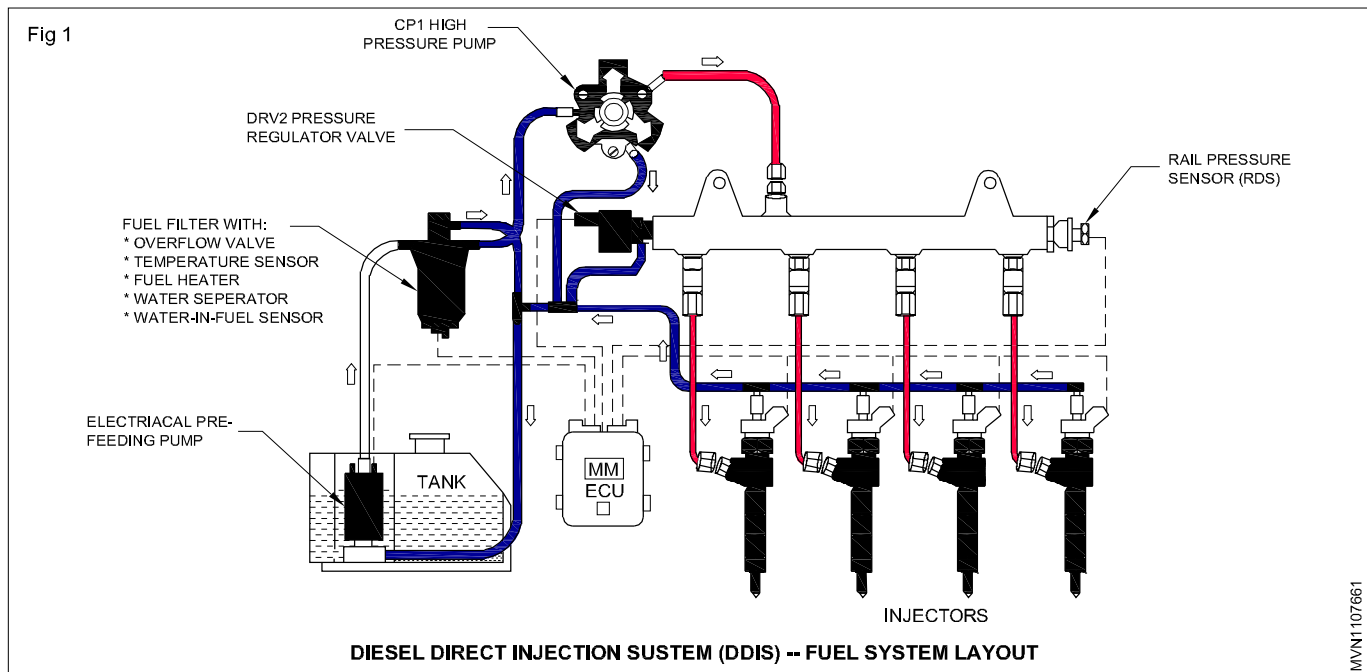 Fig 1
CP1 HIGH
PRESSURE PUMP
DRV2 PRESSURE
REGULATOR VALVE
RAIL PRESSURE
SENSOR (RDS)
FUEL FILTER WITH:
* OVERFLOW VALVE
* TEMPERATURE SENSOR
* FUEL HEATER
* WATER SEPERATOR
* WATER-IN-FUEL SENSOR
ELECTRIACAL PRE-
FEEDING PUMP
TANK
MM
ECU
INJECTORS
DIESEL DIRECT INJECTION SUSTEM (DDIS) -- FUEL SYSTEM LAYOUT
MVN1107661